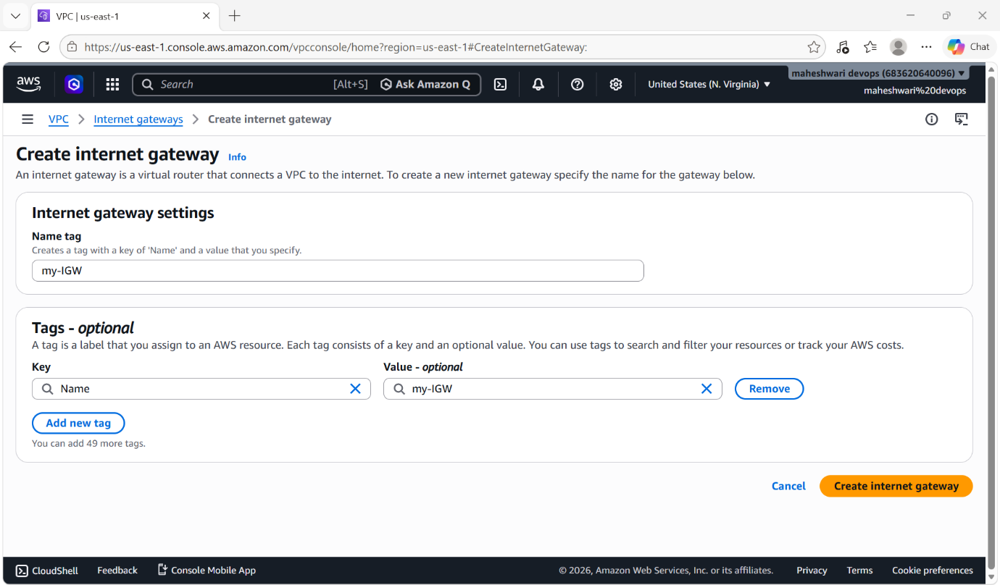 VPC | us-east-1
https://us-east-1.console.aws.amazon.com/vpcconsole/home?region=us-east-1#CreateInternetGateway:
Chat
aws
Search [Alt+S] Ask Amazon Q
United States (N. Virginia) ▼
maheshwari devops (683620640096) ▼
maheshwari%20devops
VPC > Internet gateways > Create internet gateway
Create internet gateway Info
An internet gateway is a virtual router that connects a VPC to the internet. To create a new internet gateway specify the name for the gateway below.
Internet gateway settings
Name tag
Creates a tag with a key of 'Name' and a value that you specify.
my-IGW
Tags - optional
A tag is a label that you assign to an AWS resource. Each tag consists of a key and an optional value. You can use tags to search and filter your resources or track your AWS costs.
Key Value - optional
Name my-IGW Remove
Add new tag
You can add 49 more tags.
Cancel Create internet gateway
CloudShell Feedback Console Mobile App © 2026, Amazon Web Services, Inc. or its affiliates. Privacy Terms Cookie preferences